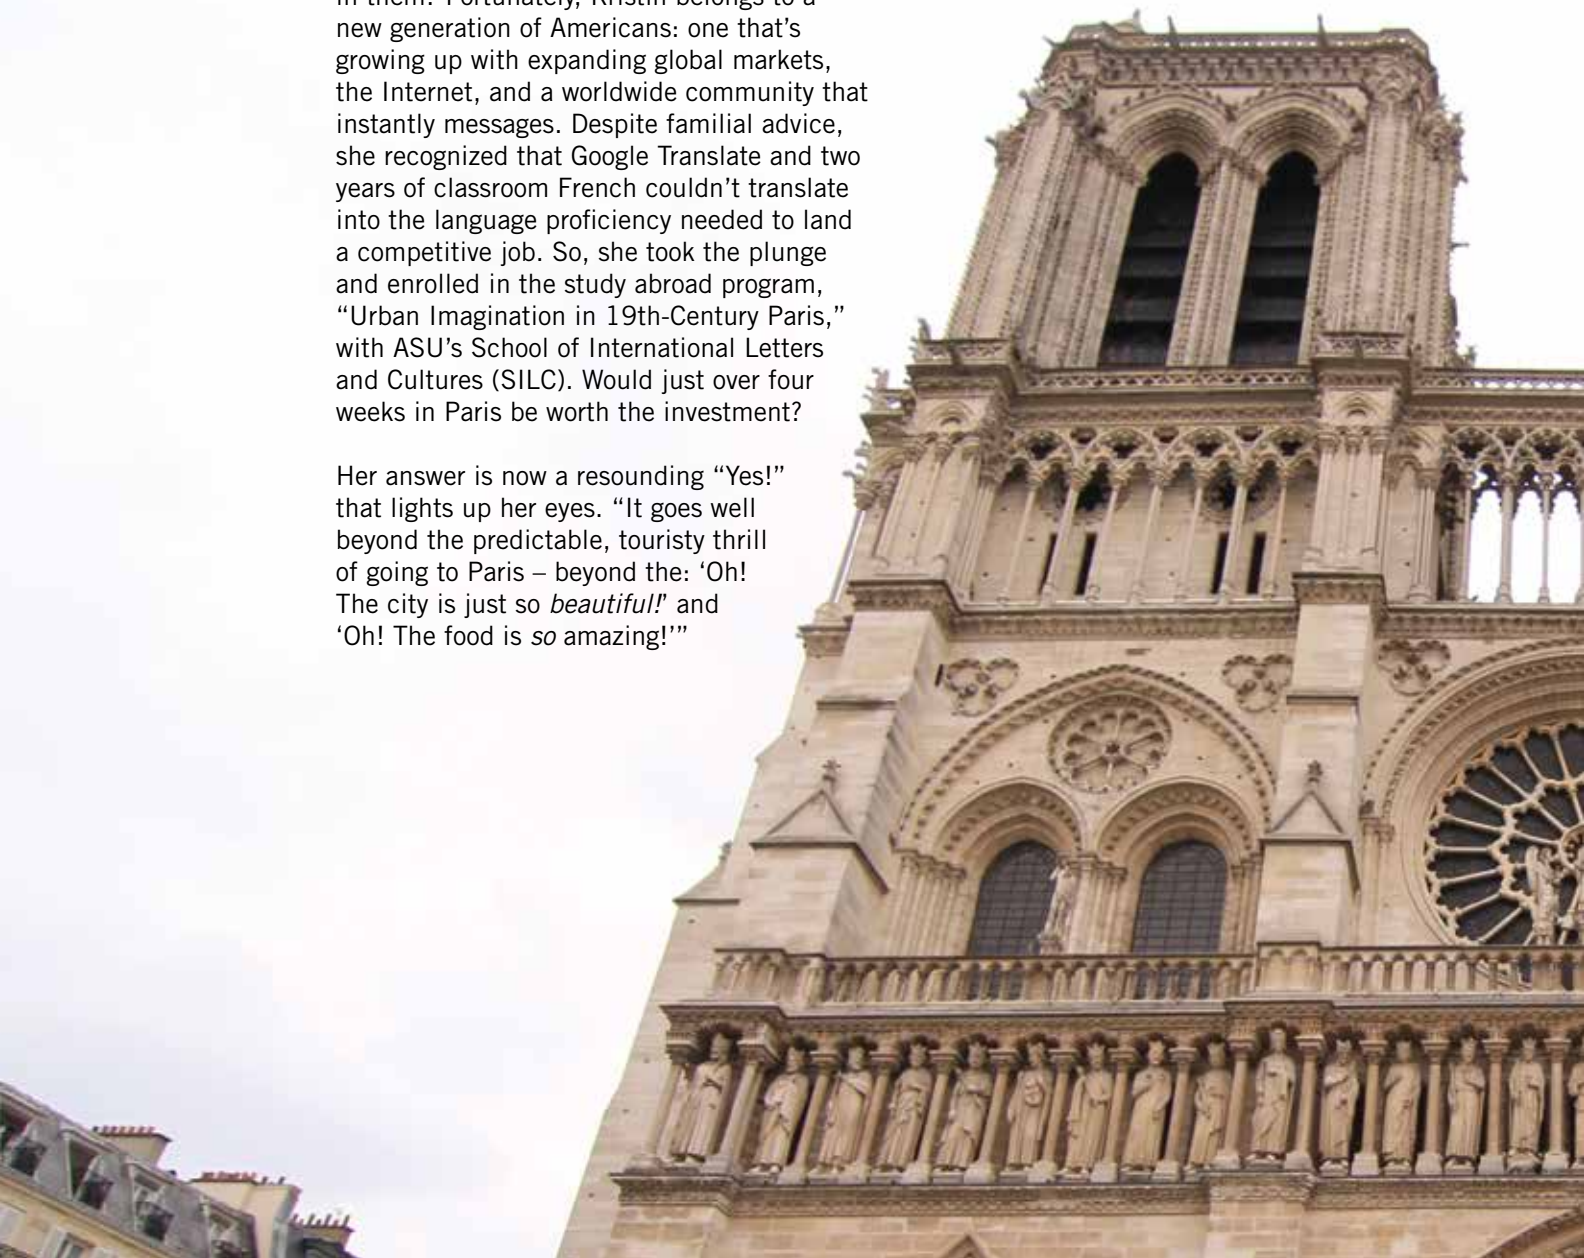 in them? Fortunately, Kristin belongs to a
new generation of Americans: one that’s
growing up with expanding global markets,
the Internet, and a worldwide community that
instantly messages. Despite familial advice,
she recognized that Google Translate and two
years of classroom French couldn’t translate
into the language proficiency needed to land
a competitive job. So, she took the plunge
and enrolled in the study abroad program,
“Urban Imagination in 19th-Century Paris,”
with ASU’s School of International Letters
and Cultures (SILC). Would just over four
weeks in Paris be worth the investment?
Her answer is now a resounding “Yes!”
that lights up her eyes. “It goes well
beyond the predictable, touristy thrill
of going to Paris – beyond the: ‘Oh!
The city is just so beautiful!’ and
‘Oh! The food is so amazing!’”